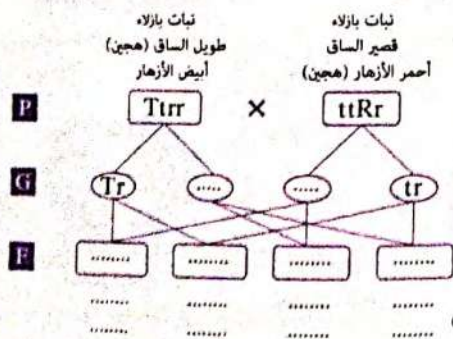 نبات بازلاء
طويل الساق (هجين)
أبيض الأزهار
نبات بازلاء
قصير الساق
أحمر الأزهار (هجين)
P Ttrr × ttRr
G Tr ..... ..... tr
F ........ ........ ........ ........
........ ........ ........ ........
........ ........ ........ ........